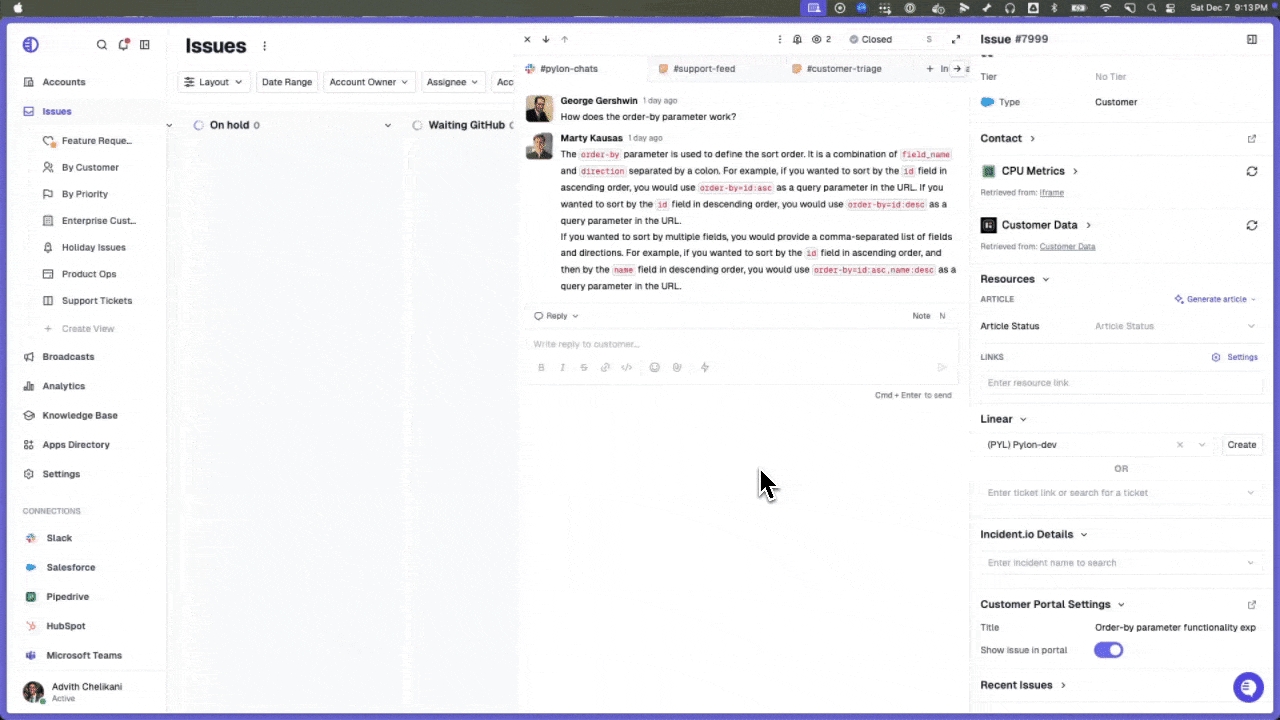 Sat Dec 7 9:13 PM
Issues
Closed
S
2
Issue #7999
Accounts
Issues
Feature Reque...
By Customer
By Priority
Enterprise Cust...
Holiday Issues
Product Ops
Support Tickets
Create View
Broadcasts
Analytics
Knowledge Base
Apps Directory
Settings
CONNECTIONS
Slack
Salesforce
Pipedrive
HubSpot
Microsoft Teams
Advith Chelikani
Active
Layout
Date Range
Account Owner
Assignee
Acc
On hold 0
Waiting GitHub
#pylon-chats
#support-feed
#customer-triage
George Gershwin 1 day ago
How does the order-by parameter work?
Marty Kausas 1 day ago
The order-by parameter is used to define the sort order. It is a combination of field_name
and direction separated by a colon. For example, if you wanted to sort by the id field in
ascending order, you would use order-by=id:asc as a query parameter in the URL. If you
wanted to sort by the id field in descending order, you would use order-by=id:desc as a
query parameter in the URL.
If you wanted to sort by multiple fields, you would provide a comma-separated list of fields
and directions. For example, if you wanted to sort by the id field in ascending order, and
then by the name field in descending order, you would use order-by=id:asc,name:desc as a
query parameter in the URL.
Reply
Note N
Write reply to customer...
Cmd + Enter to send
Tier No Tier
Type Customer
Contact
CPU Metrics
Retrieved from: Iframe
Customer Data
Retrieved from: Customer Data
Resources
ARTICLE
Generate article
Article Status Article Status
LINKS
Settings
Enter resource link
Linear
(PYL) Pylon-dev
Create
OR
Enter ticket link or search for a ticket
Incident.io Details
Enter incident name to search
Customer Portal Settings
Title Order-by parameter functionality exp
Show issue in portal
Recent Issues